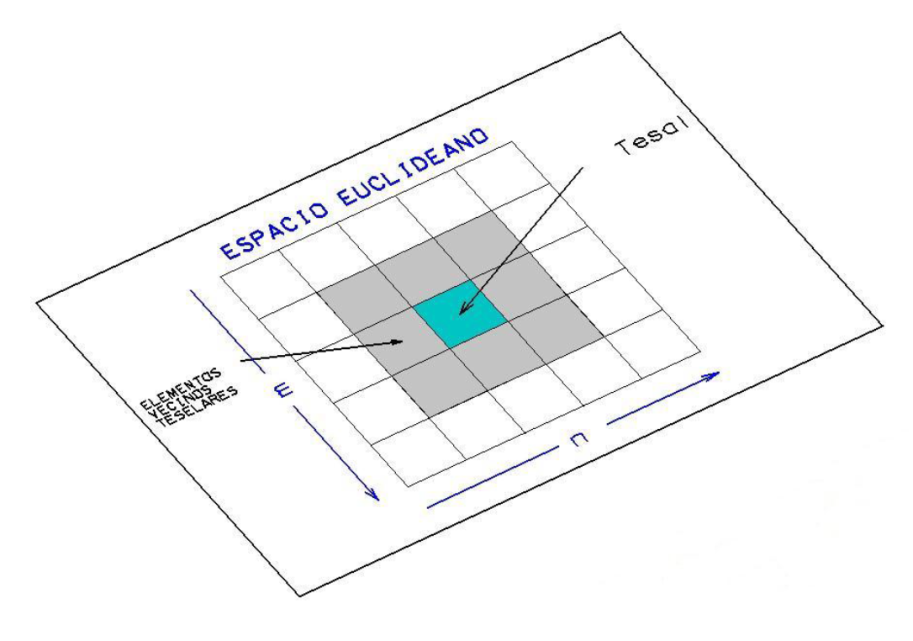 ESPACIO EUCLIDEANO
Tesal
ELEMENTOS
VECINOS
TESELARES
m
n